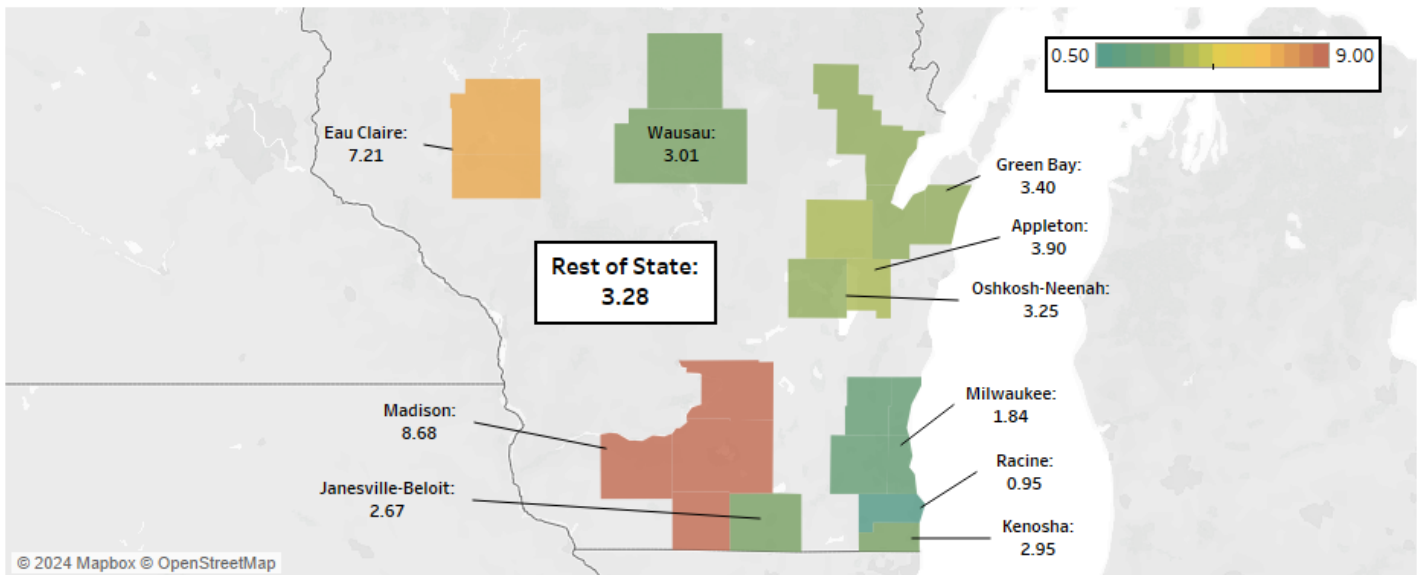 0.50
9.00
Eau Claire:
7.21
Wausau:
3.01
Green Bay:
3.40
Appleton:
3.90
Rest of State:
3.28
Oshkosh-Neenah:
3.25
Madison:
8.68
Milwaukee:
1.84
Janesville-Beloit:
2.67
Racine:
0.95
Kenosha:
2.95
© 2024 Mapbox © OpenStreetMap